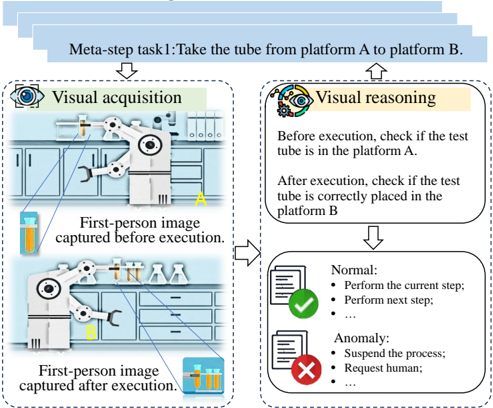 Meta-step task1:Take the tube from platform A to platform B.
Visual acquisition
A
First-person image
captured before execution.
B
First-person image
captured after execution.
Visual reasoning
Before execution, check if the test
tube is in the platform A.
After execution, check if the test
tube is correctly placed in the
platform B
Normal:
• Perform the current step;
• Perform next step;
• …
Anomaly:
• Suspend the process;
• Request human;
• …